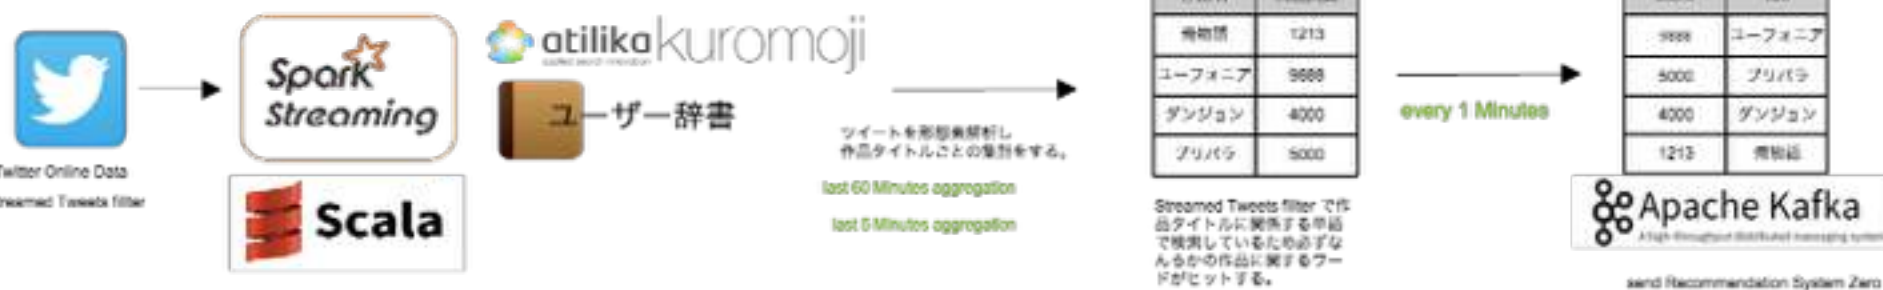 Twitter Online Data
Streamed Tweets filter
Spark
Streaming
Scala
atilika kuromoji
ユーザー辞書
ツイートを形態素解析し
作品タイトルごとの集計をする。
last 60 Minutes aggregation
last 5 Minutes aggregation
1213
ユーフォニア 9888
ダンジョン 4000
プリパラ 5000
Streamed Tweets filter で作
品タイトルに関係する単語
で検索しているため必ずな
んらかの作品に関するワー
ドがヒットする。
every 1 Minutes
9888 ユーフォニア
5000 プリパラ
4000 ダンジョン
1213
Apache Kafka
A high-throughput distributed messaging system
send Recommendation System Zero